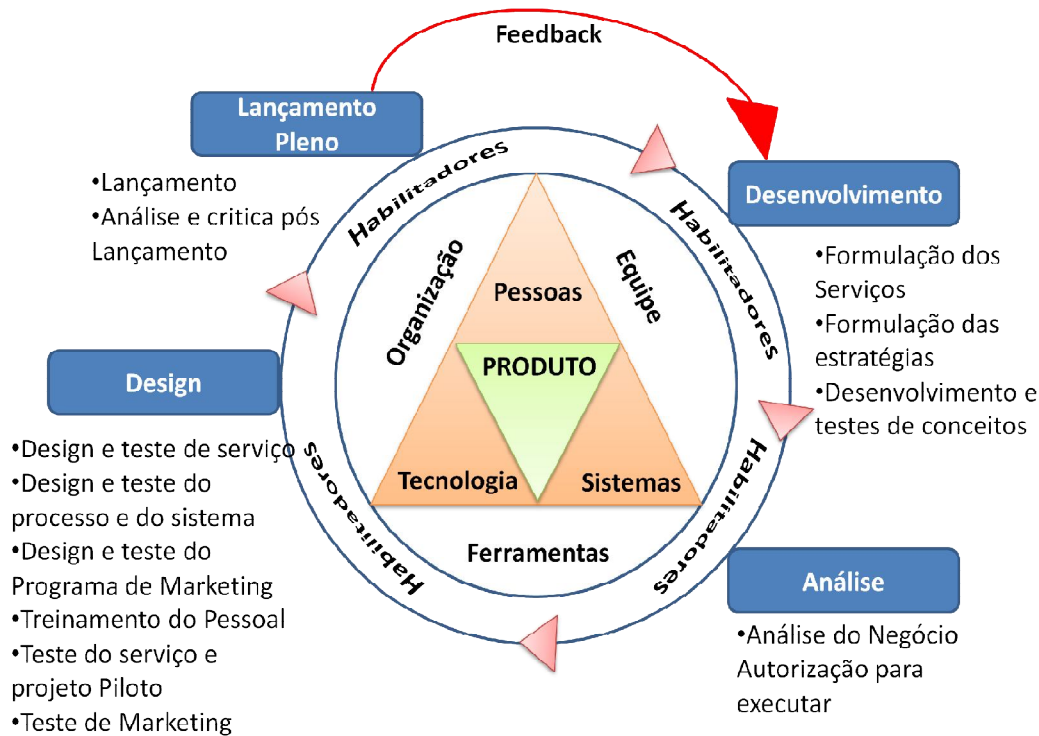 Feedback
Lançamento
Pleno
•Lançamento
•Análise e critica pós
Lançamento
Desenvolvimento
•Formulação dos
Serviços
•Formulação das
estratégias
•Desenvolvimento e
testes de conceitos
Habilitadores
Habilitadores
Organização
Equipe
Pessoas
PRODUTO
Tecnologia
Sistemas
Ferramentas
Habilitadores
Habilitadores
Design
•Design e teste de serviço
•Design e teste do
processo e do sistema
•Design e teste do
Programa de Marketing
•Treinamento do Pessoal
•Teste do serviço e
projeto Piloto
•Teste de Marketing
Análise
•Análise do Negócio
Autorização para
executar